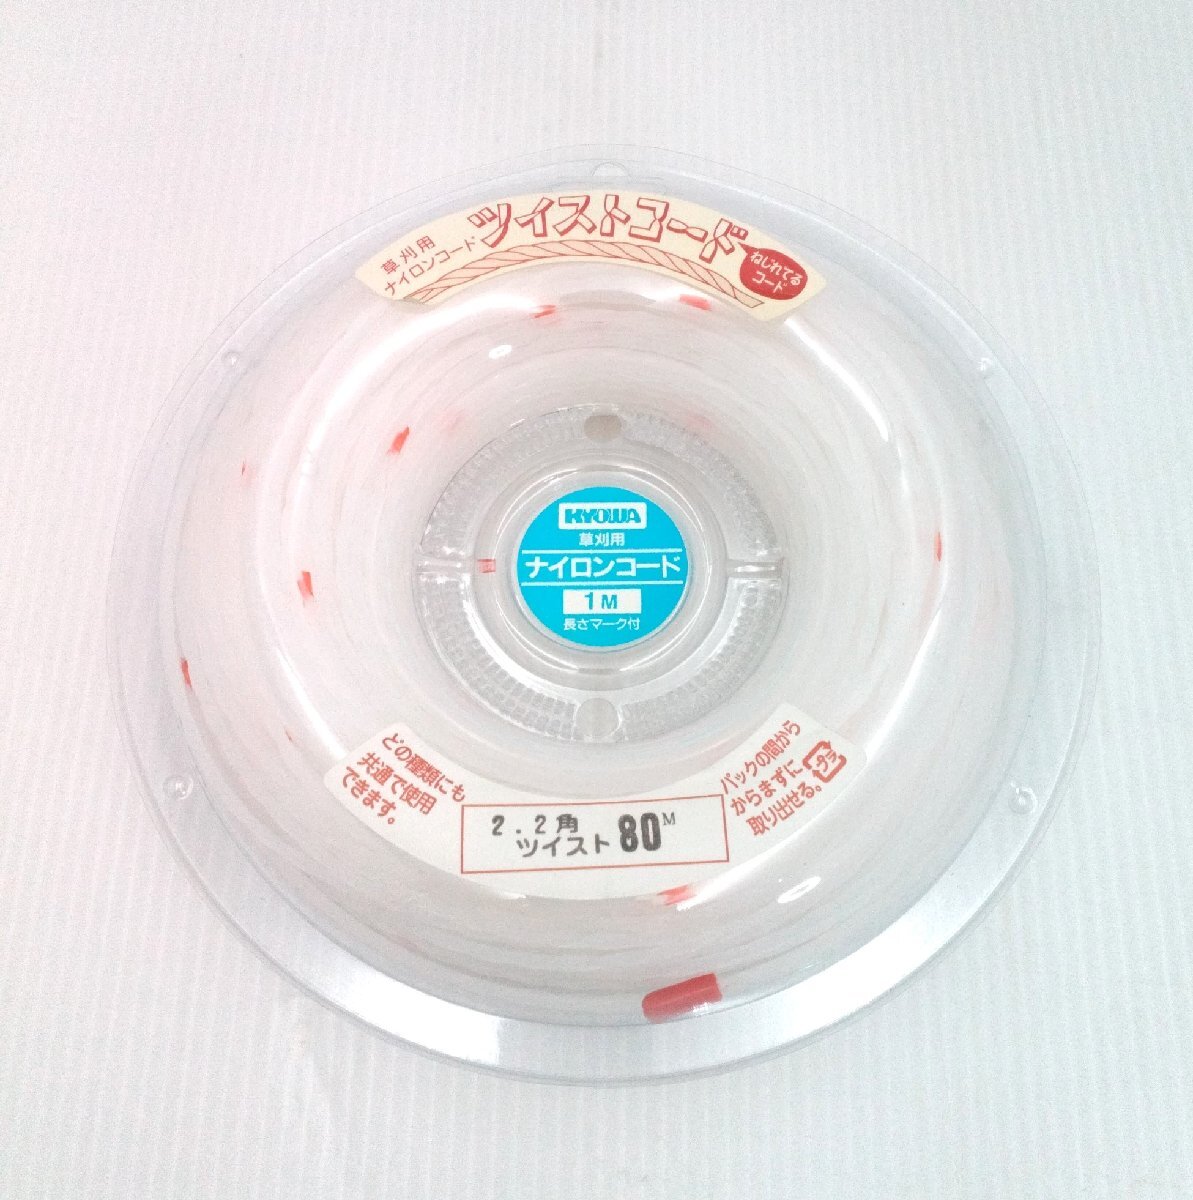 草刈用
ナイロンコード
ツイストコード
ねじれてる
コード
KYOWA
草刈用
ナイロンコード
1M
長さマーク付
どの種類にも
共通で使用
できます。
2.2角
ツイスト 80M
パックの間から
からまずに
取り出せる。
プラ